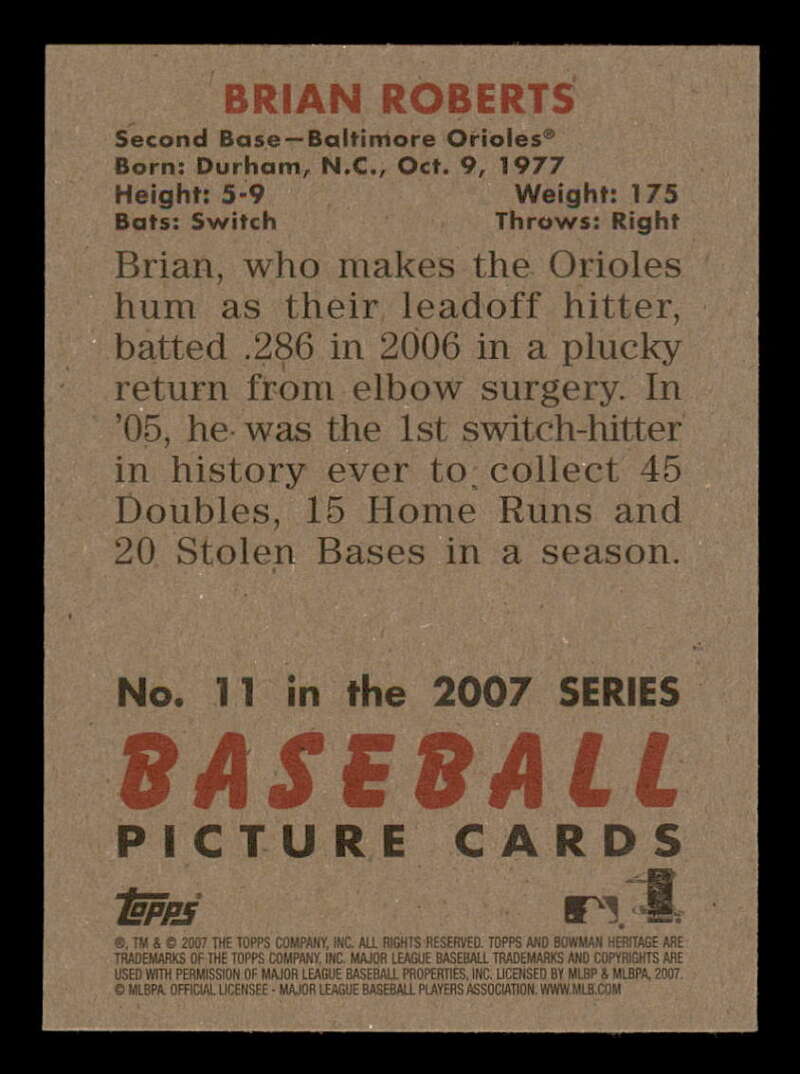 BRIAN ROBERTS
Second Base—Baltimore Orioles®
Born: Durham, N.C., Oct. 9, 1977
Height: 5-9 Weight: 175
Bats: Switch Throws: Right
Brian, who makes the Orioles
hum as their leadoff hitter,
batted .286 in 2006 in a plucky
return from elbow surgery. In
'05, he was the 1st switch-hitter
in history ever to collect 45
Doubles, 15 Home Runs and
20 Stolen Bases in a season.
No. 11 in the 2007 SERIES
BASEBALL
PICTURE CARDS
Topps®
®, TM & © 2007 THE TOPPS COMPANY, INC. ALL RIGHTS RESERVED. TOPPS AND BOWMAN HERITAGE ARE
TRADEMARKS OF THE TOPPS COMPANY, INC. MAJOR LEAGUE BASEBALL TRADEMARKS AND COPYRIGHTS ARE
USED WITH PERMISSION OF MAJOR LEAGUE BASEBALL PROPERTIES, INC. LICENSED BY MLBP & MLBPA, 2007.
© MLBPA. OFFICIAL LICENSEE - MAJOR LEAGUE BASEBALL PLAYERS ASSOCIATION. WWW.MLB.COM